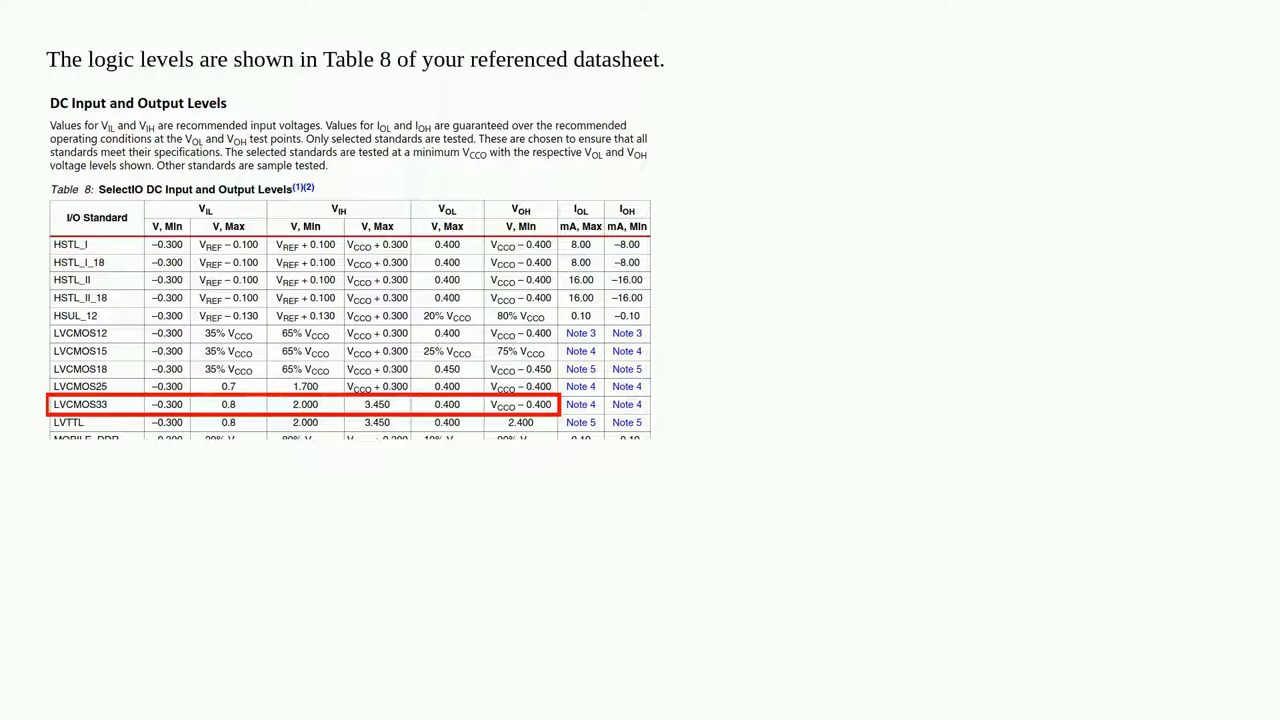 The logic levels are shown in Table 8 of your referenced datasheet.
DC Input and Output Levels
Values for VIL and VIH are recommended input voltages. Values for IOL and IOH are guaranteed over the recommended
operating conditions at the VOL and VOH test points. Only selected standards are tested. These are chosen to ensure that all
standards meet their specifications. The selected standards are tested at a minimum VCCO with the respective VOL and VOH
voltage levels shown. Other standards are sample tested.
Table 8: SelectIO DC Input and Output Levels(1)(2)
I/O Standard VIL VIH VOL VOH IOL IOH
V, Min V, Max V, Min V, Max V, Max V, Min mA, Max mA, Min
HSTL_I –0.300 VREF – 0.100 VREF + 0.100 VCCO + 0.300 0.400 VCCO – 0.400 8.00 –8.00
HSTL_I_18 –0.300 VREF – 0.100 VREF + 0.100 VCCO + 0.300 0.400 VCCO – 0.400 8.00 –8.00
HSTL_II –0.300 VREF – 0.100 VREF + 0.100 VCCO + 0.300 0.400 VCCO – 0.400 16.00 –16.00
HSTL_II_18 –0.300 VREF – 0.100 VREF + 0.100 VCCO + 0.300 0.400 VCCO – 0.400 16.00 –16.00
HSUL_12 –0.300 VREF – 0.130 VREF + 0.130 VCCO + 0.300 20% VCCO 80% VCCO 0.10 –0.10
LVCMOS12 –0.300 35% VCCO 65% VCCO VCCO + 0.300 0.400 VCCO – 0.400 Note 3 Note 3
LVCMOS15 –0.300 35% VCCO 65% VCCO VCCO + 0.300 25% VCCO 75% VCCO Note 4 Note 4
LVCMOS18 –0.300 35% VCCO 65% VCCO VCCO + 0.300 0.450 VCCO – 0.450 Note 5 Note 5
LVCMOS25 –0.300 0.7 1.700 VCCO + 0.300 0.400 VCCO – 0.400 Note 4 Note 4
LVCMOS33 –0.300 0.8 2.000 3.450 0.400 VCCO – 0.400 Note 4 Note 4
LVTTL –0.300 0.8 2.000 3.450 0.400 2.400 Note 5 Note 5